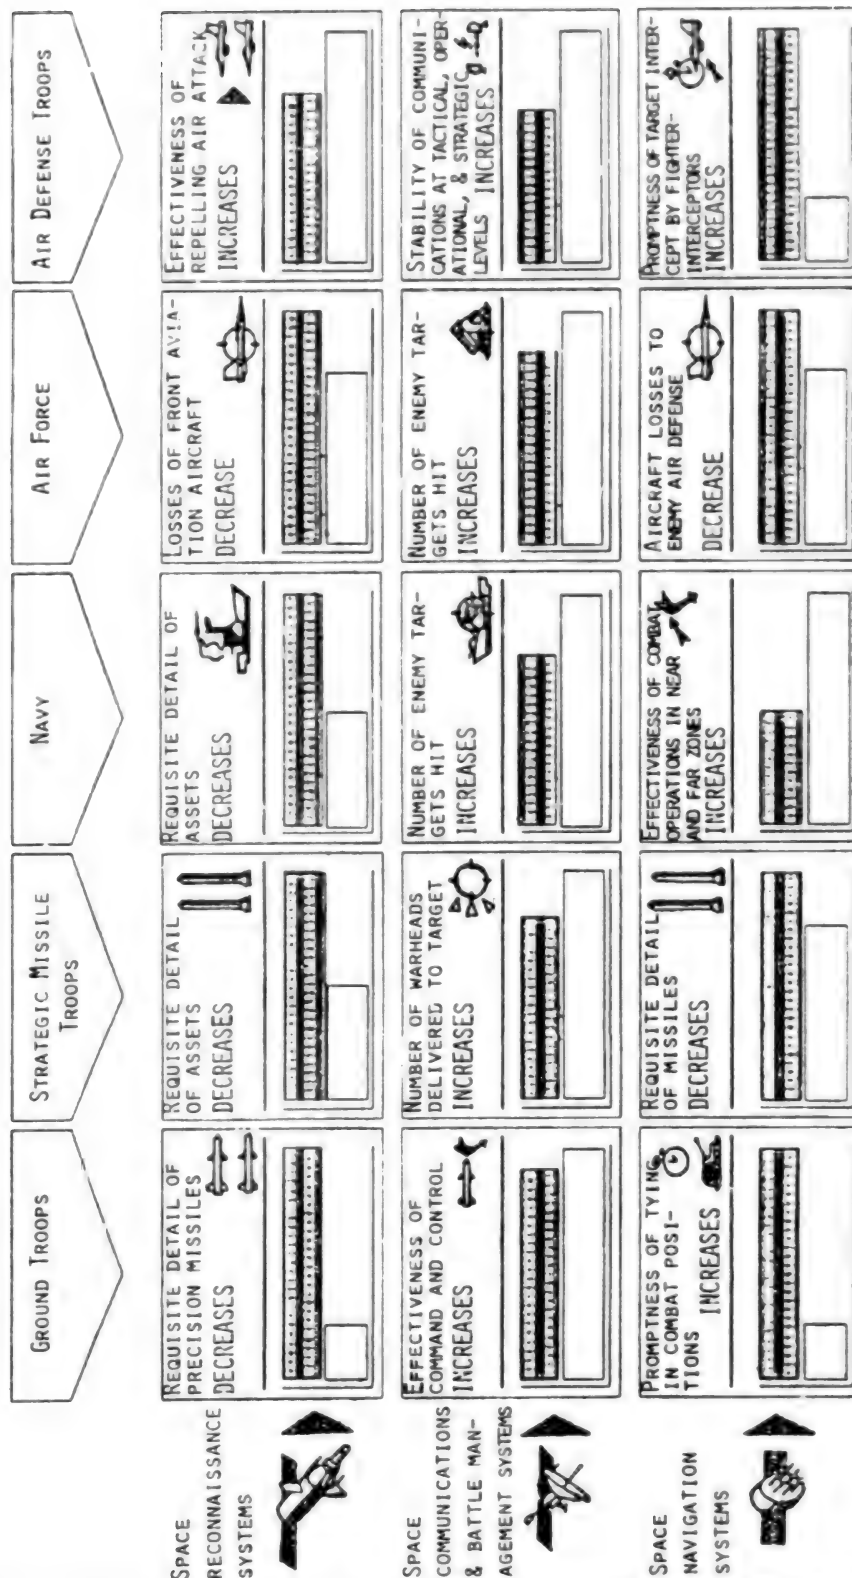 GROUND TROOPS
STRATEGIC MISSILE
TROOPS
NAVY
AIR FORCE
AIR DEFENSE TROOPS
SPACE
RECONNAISSANCE
SYSTEMS
REQUISITE DETAIL OF
PRECISION MISSILES
DECREASES
REQUISITE DETAIL
OF ASSETS
DECREASES
REQUISITE DETAIL OF
ASSETS
DECREASES
LOSSES OF FRONT AVIA-
TION AIRCRAFT
DECREASE
EFFECTIVENESS OF
REPELLING AIR ATTACK
INCREASES
SPACE
COMMUNICATIONS
& BATTLE MAN-
AGEMENT SYSTEMS
EFFECTIVENESS OF
COMMAND AND CONTROL
INCREASES
NUMBER OF WARHEADS
DELIVERED TO TARGET
INCREASES
NUMBER OF ENEMY TAR-
GETS HIT
INCREASES
NUMBER OF ENEMY TAR-
GETS HIT
INCREASES
STABILITY OF COMMUNI-
CATIONS AT TACTICAL, OPER-
ATIONAL, & STRATEGIC
LEVELS INCREASES
SPACE
NAVIGATION
SYSTEMS
PROMPTNESS OF TYING
IN COMBAT POSI-
TIONS INCREASES
REQUISITE DETAIL
OF MISSILES
DECREASES
EFFECTIVENESS OF COMBAT
OPERATIONS IN NEAR
AND FAR ZONES
INCREASES
AIRCRAFT LOSSES TO
ENEMY AIR DEFENSE
DECREASE
PROMPTNESS OF TARGET INTER-
CEPT BY FIGHTER-
INTERCEPTORS
INCREASES